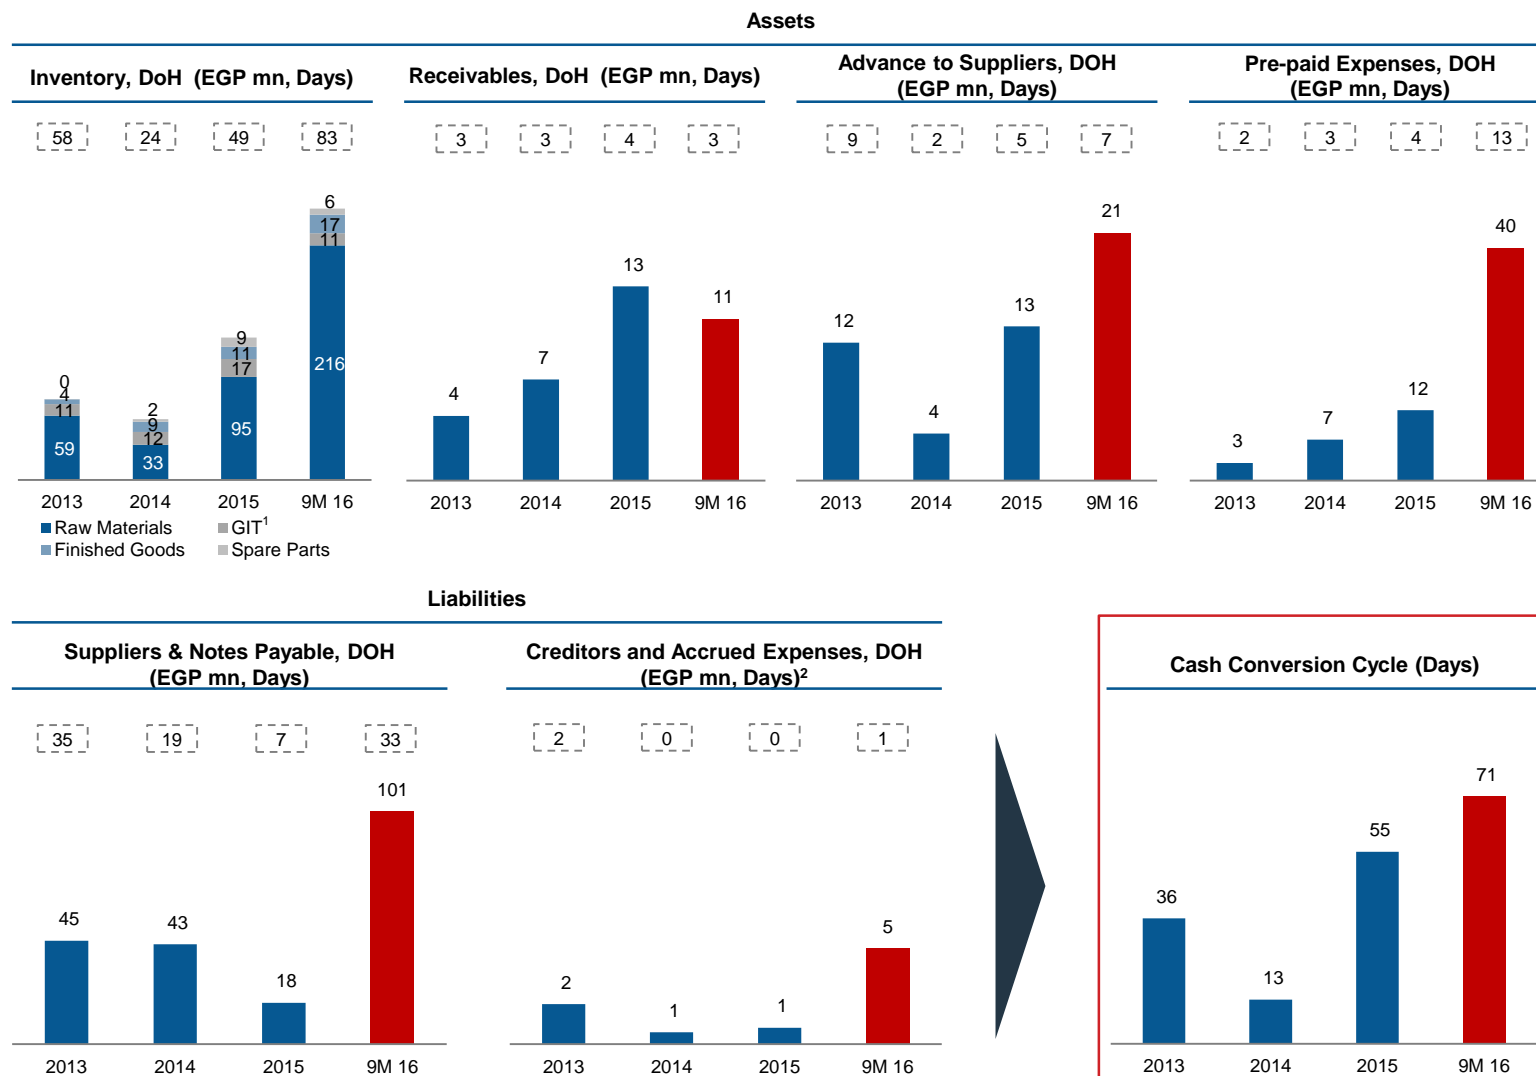 Assets
Inventory, DoH (EGP mn, Days)
58 24 49 83
0
4
11
59
2
9
12
33
9
11
17
95
6
17
11
216
2013 2014 2015 9M 16
Raw Materials GIT1
Finished Goods Spare Parts
Receivables, DoH (EGP mn, Days)
3 3 4 3
4 7 13 11
2013 2014 2015 9M 16
Advance to Suppliers, DOH
(EGP mn, Days)
9 2 5 7
12 4 13 21
2013 2014 2015 9M 16
Pre-paid Expenses, DOH
(EGP mn, Days)
2 3 4 13
3 7 12 40
2013 2014 2015 9M 16
Liabilities
Suppliers & Notes Payable, DOH
(EGP mn, Days)
35 19 7 33
45 43 18 101
2013 2014 2015 9M 16
Creditors and Accrued Expenses, DOH
(EGP mn, Days)2
2 0 0 1
2 1 1 5
2013 2014 2015 9M 16
Cash Conversion Cycle (Days)
36 13 55 71
2013 2014 2015 9M 16